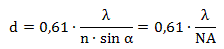 d = 0,61 · λ / (n · sin α) = 0,61 · λ / NA